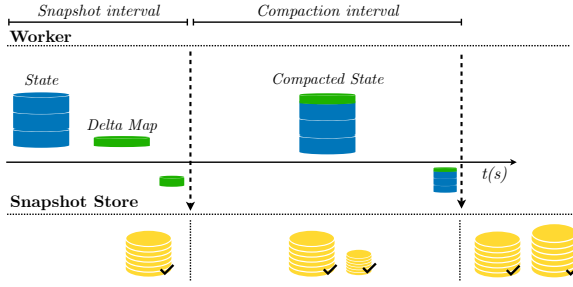 Snapshot interval
Compaction interval
Worker
State
Compacted State
Delta Map
t(s)
Snapshot Store